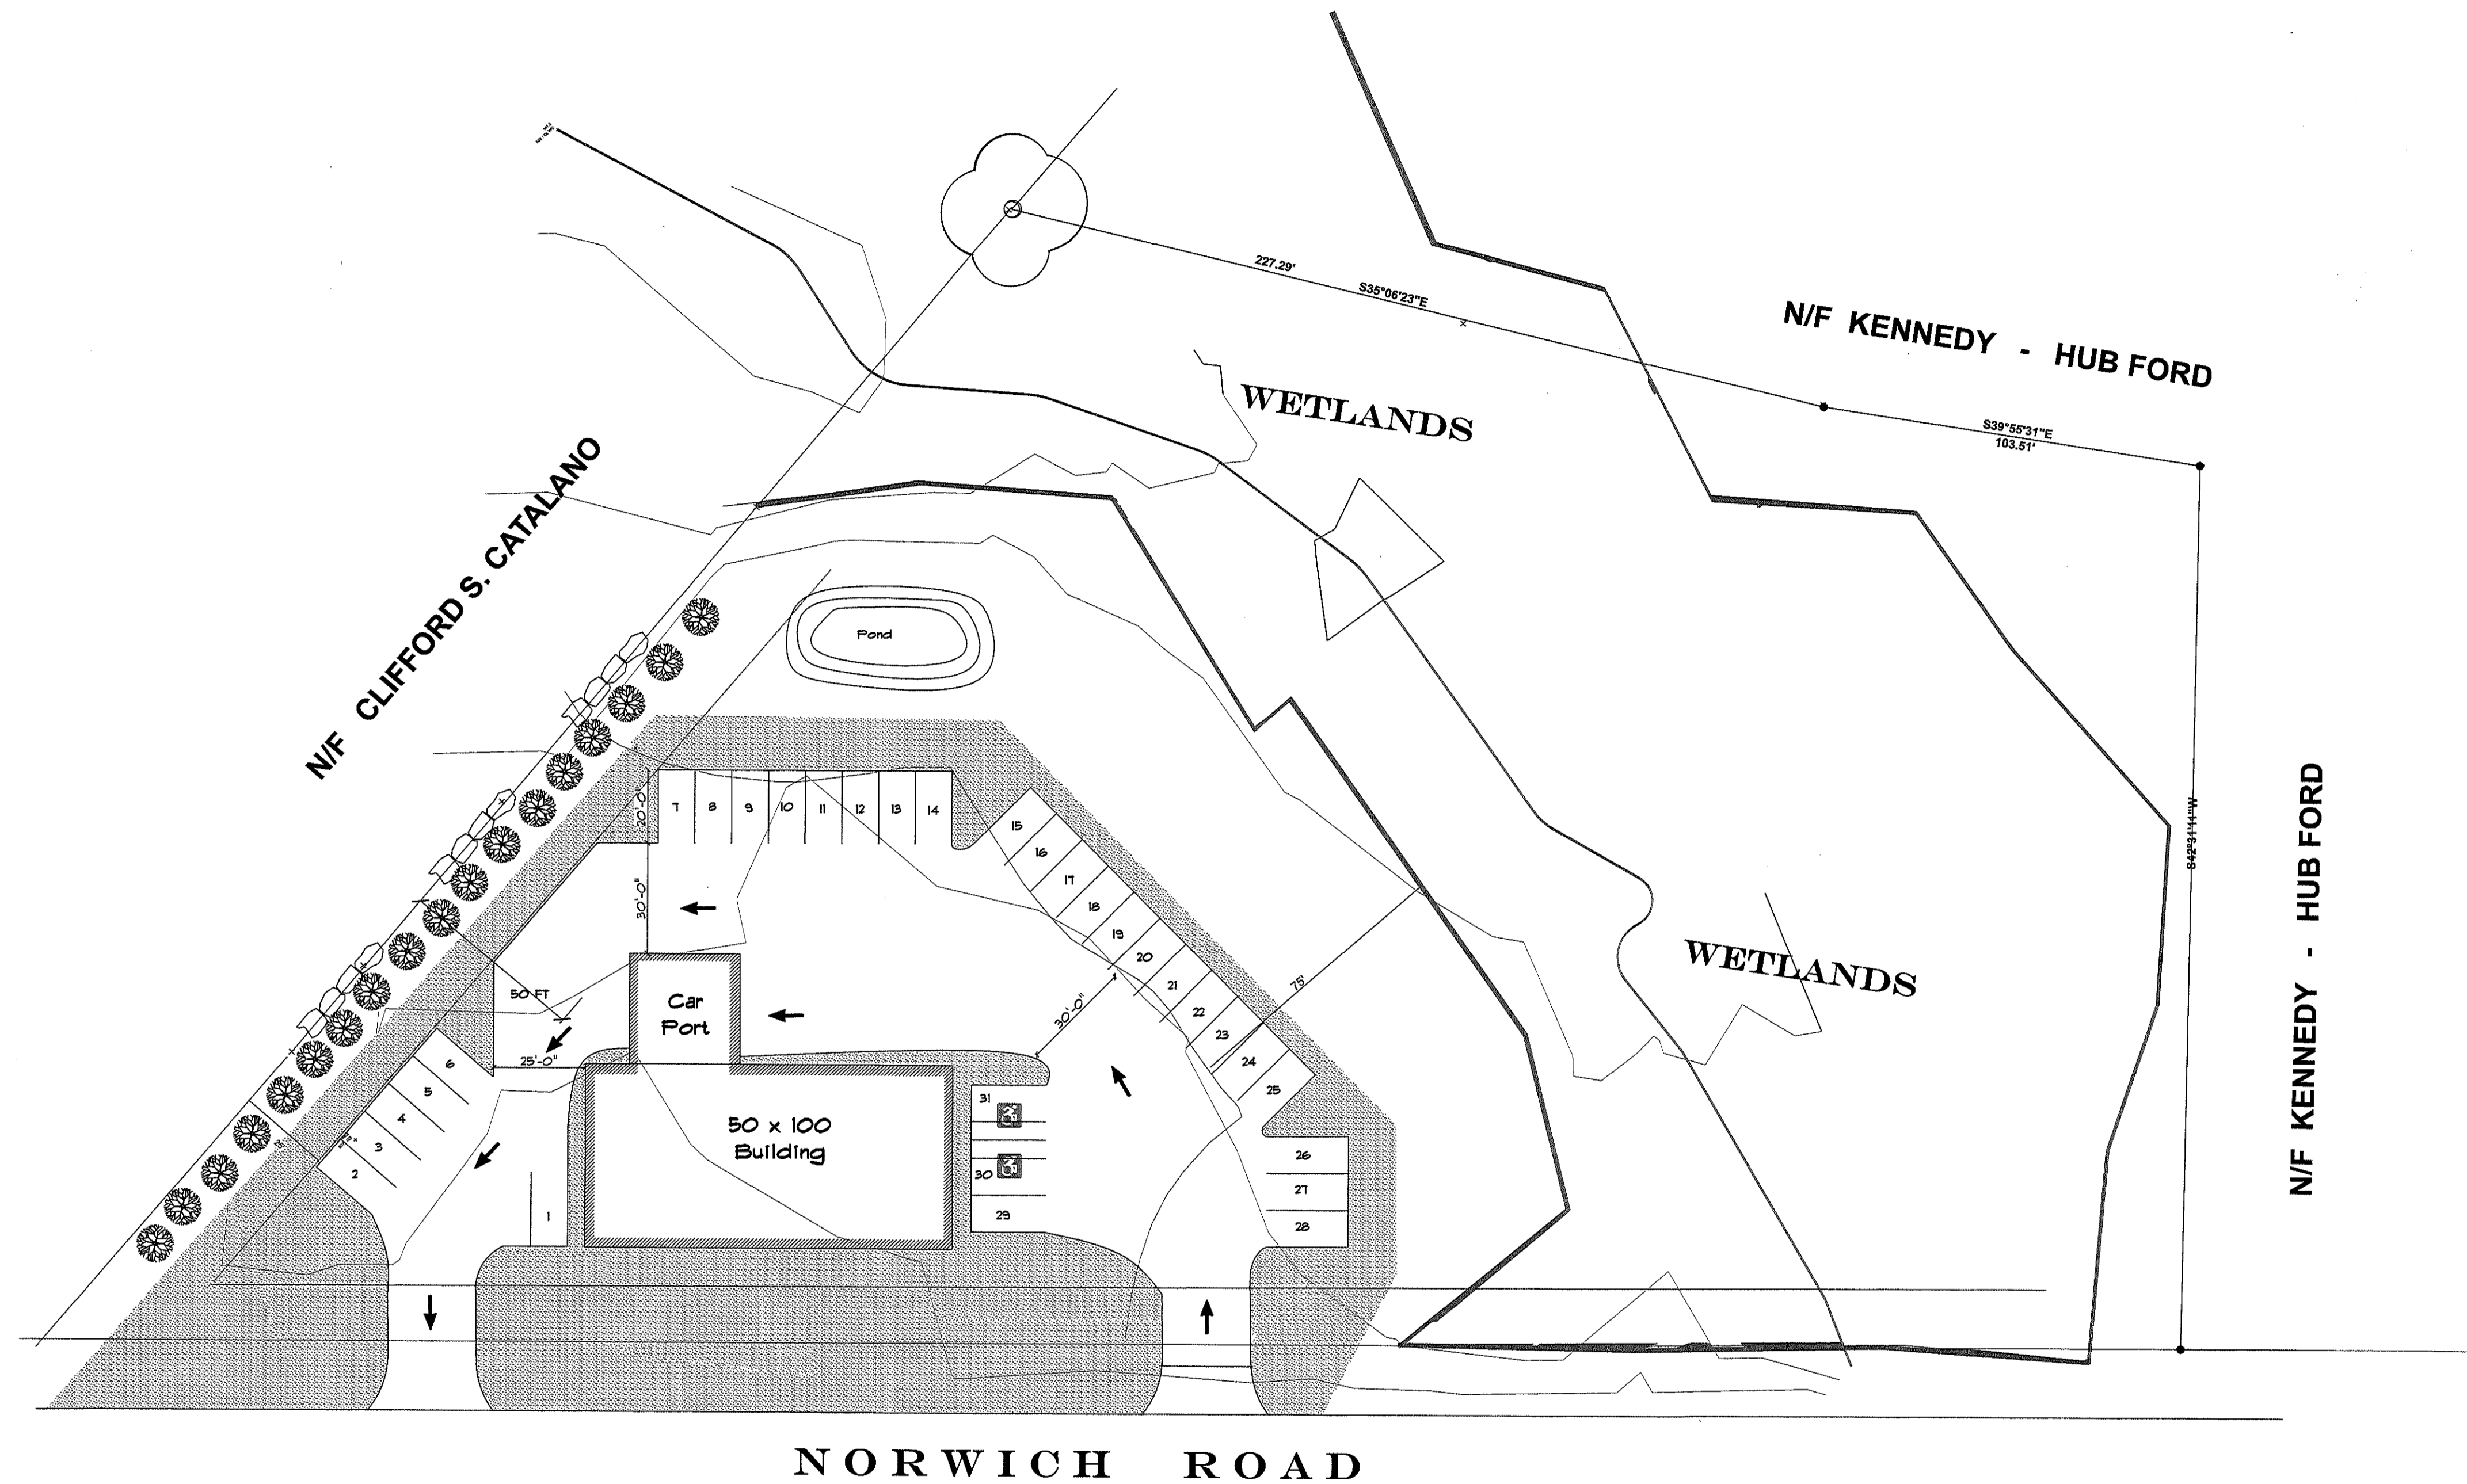 227.29'
S35°06'23"E
N/F KENNEDY - HUB FORD
WETLANDS
S39°55'31"E
103.51'
N/F CLIFFORD S. CATALANO
Pond
20'-0"
7
8
9
10
11
12
13
14
15
16
17
18
19
20
21
22
23
24
25
30'-0"
S42°31'11"W
N/F KENNEDY - HUB FORD
WETLANDS
50 FT
Car
Port
30'-0"
75'
25'-0"
6
5
4
3
2
1
50 x 100
Building
31
30
29
26
27
28
NORWICH ROAD